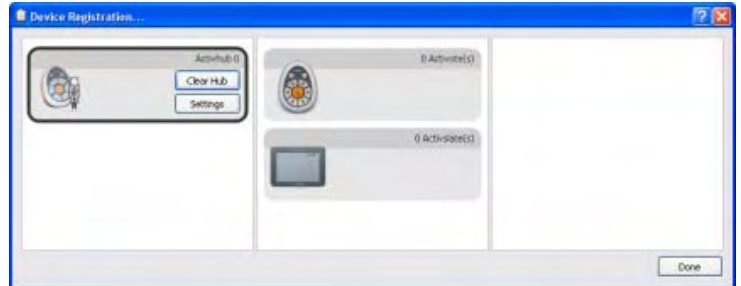 Device Registration...
Activhub 0
Clear Hub
Settings
0 Activote(s)
0 Activslate(s)
Done